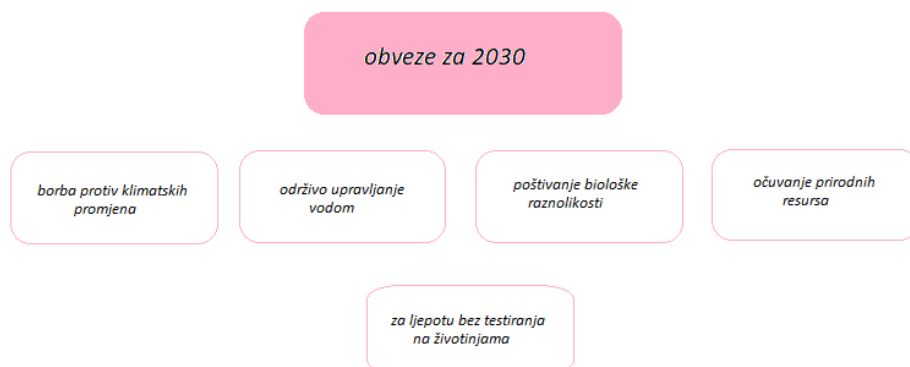 obveze za 2030
borba protiv klimatskih
promjena
održivo upravljanje
vodom
poštivanje biološke
raznolikosti
očuvanje prirodnih
resursa
za ljepotu bez testiranja
na životinjama